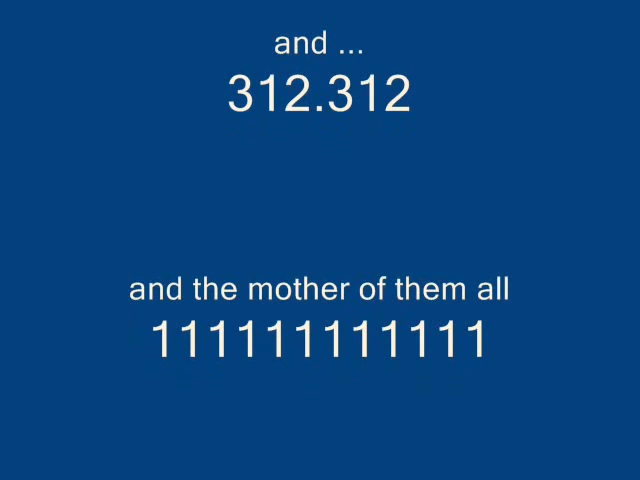 and ...
312.312
and the mother of them all
111111111111